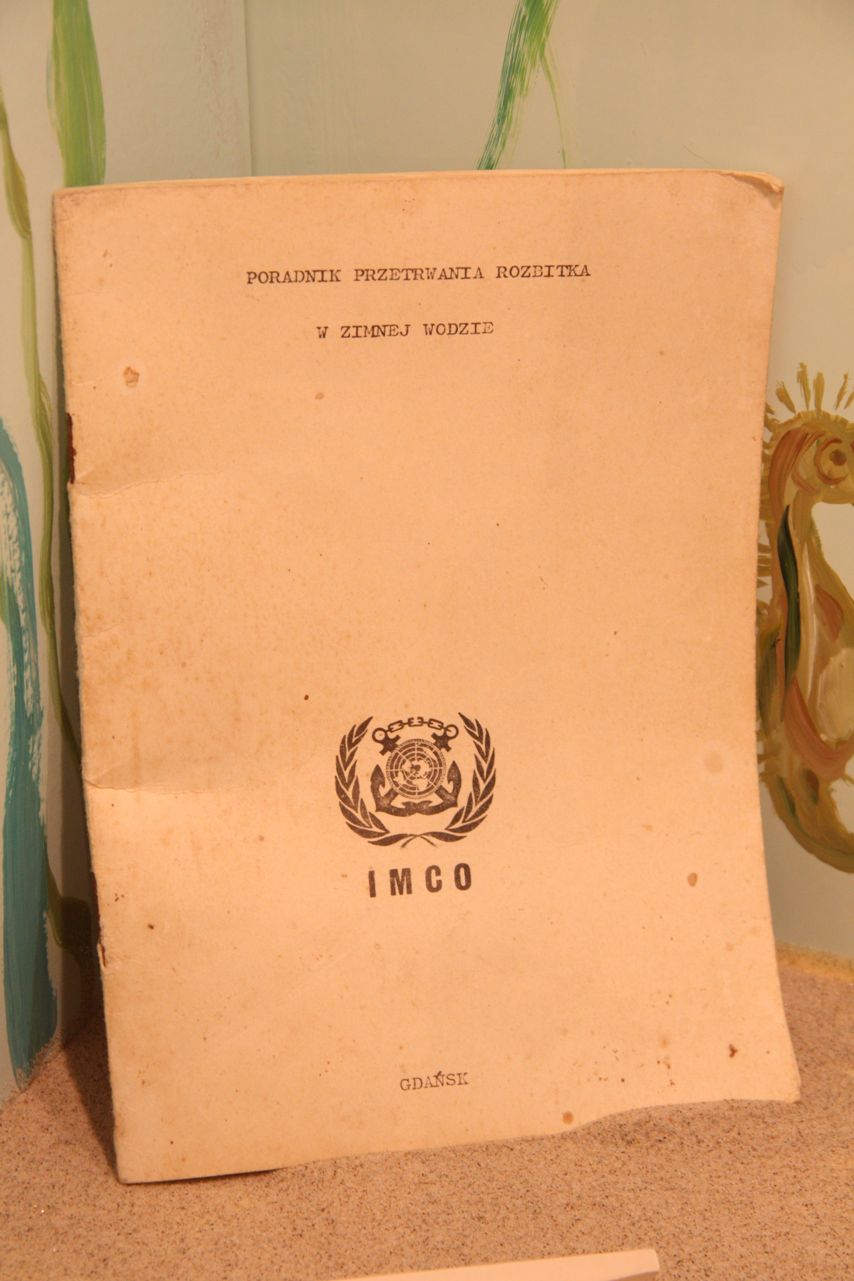 PORADNIK PRZETRWANIA ROZBITKA
W ZIMNEJ WODZIE
IMCO
GDAŃSK